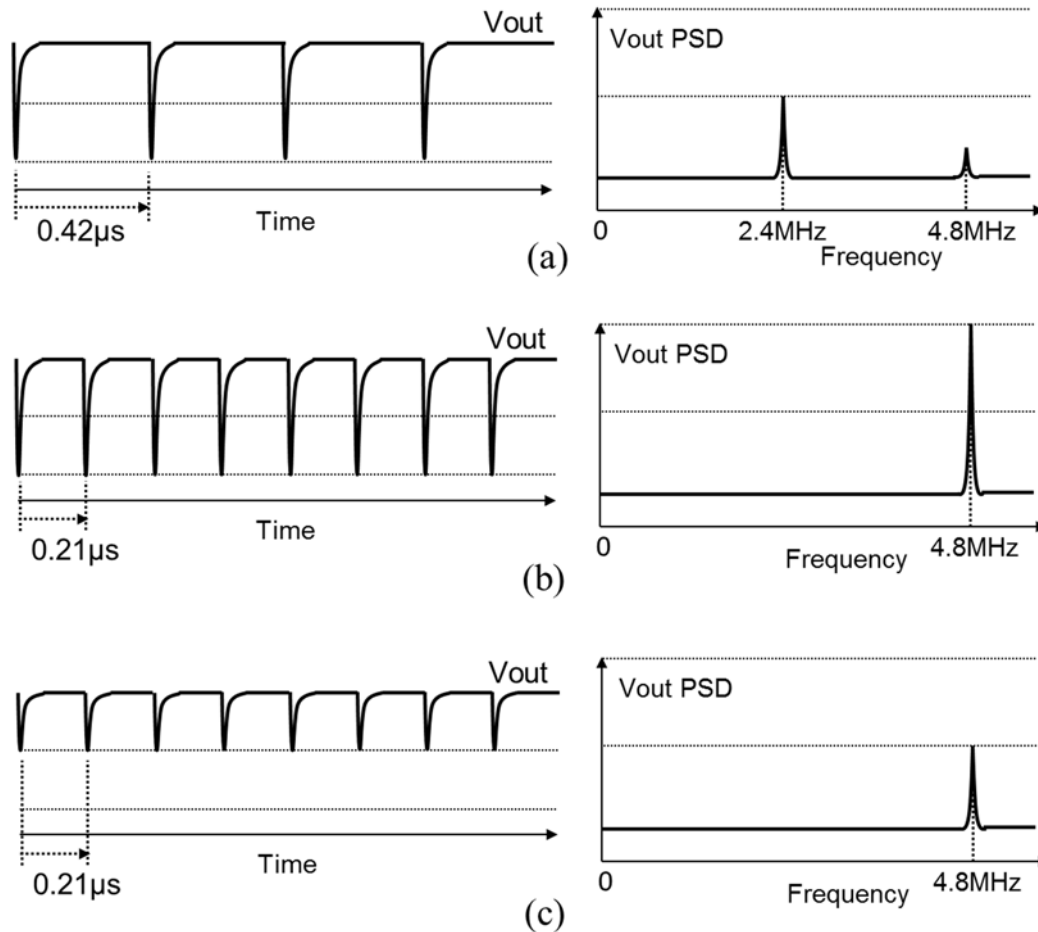 Vout
Time
0.42µs
Vout PSD
0
2.4MHz
4.8MHz
Frequency
(a)
Vout
Time
0.21µs
Vout PSD
0
4.8MHz
Frequency
(b)
Vout
Time
0.21µs
Vout PSD
0
4.8MHz
Frequency
(c)